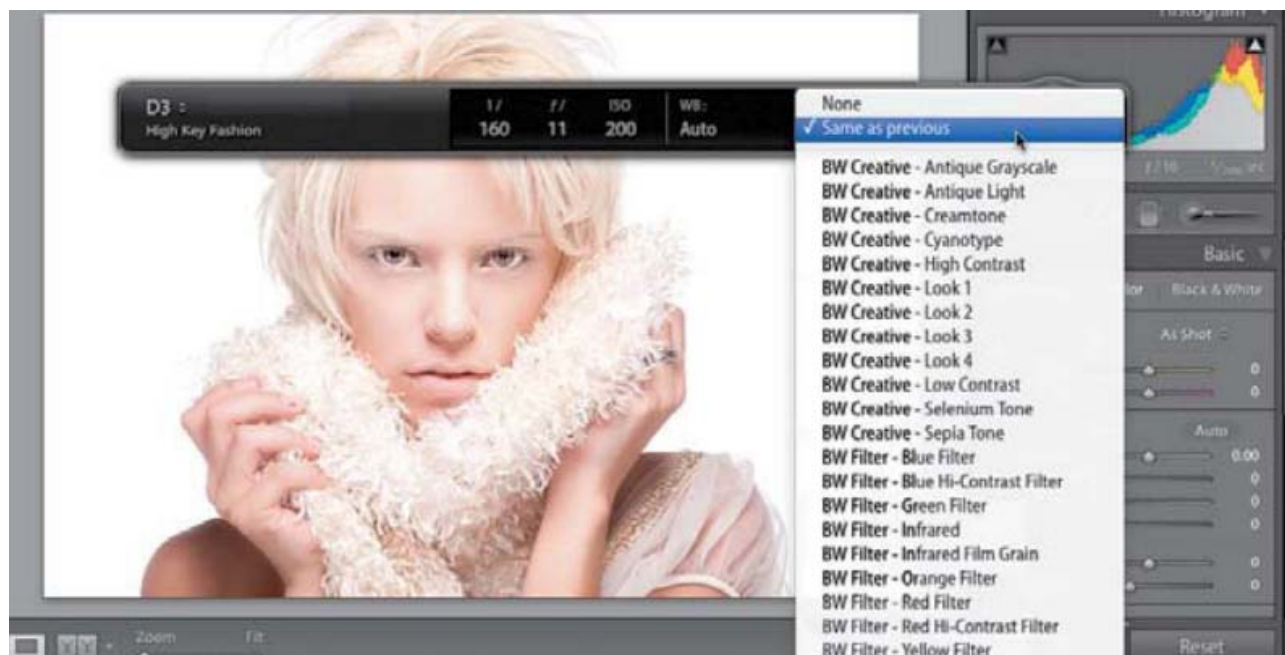 Histogram
D3
High Key Fashion
1/ 160
f/ 11
ISO 200
WB:
Auto
None
✓ Same as previous
BW Creative - Antique Grayscale
BW Creative - Antique Light
BW Creative - Creamtone
BW Creative - Cyanotype
BW Creative - High Contrast
BW Creative - Look 1
BW Creative - Look 2
BW Creative - Look 3
BW Creative - Look 4
BW Creative - Low Contrast
BW Creative - Selenium Tone
BW Creative - Sepia Tone
BW Filter - Blue Filter
BW Filter - Blue Hi-Contrast Filter
BW Filter - Green Filter
BW Filter - Infrared
BW Filter - Infrared Film Grain
BW Filter - Orange Filter
BW Filter - Red Filter
BW Filter - Red Hi-Contrast Filter
BW Filter - Yellow Filter
f/16
Basic
Black & White
As Shot
0
0
Auto
0.00
0
0
0
0
0
Reset
Zoom Fit